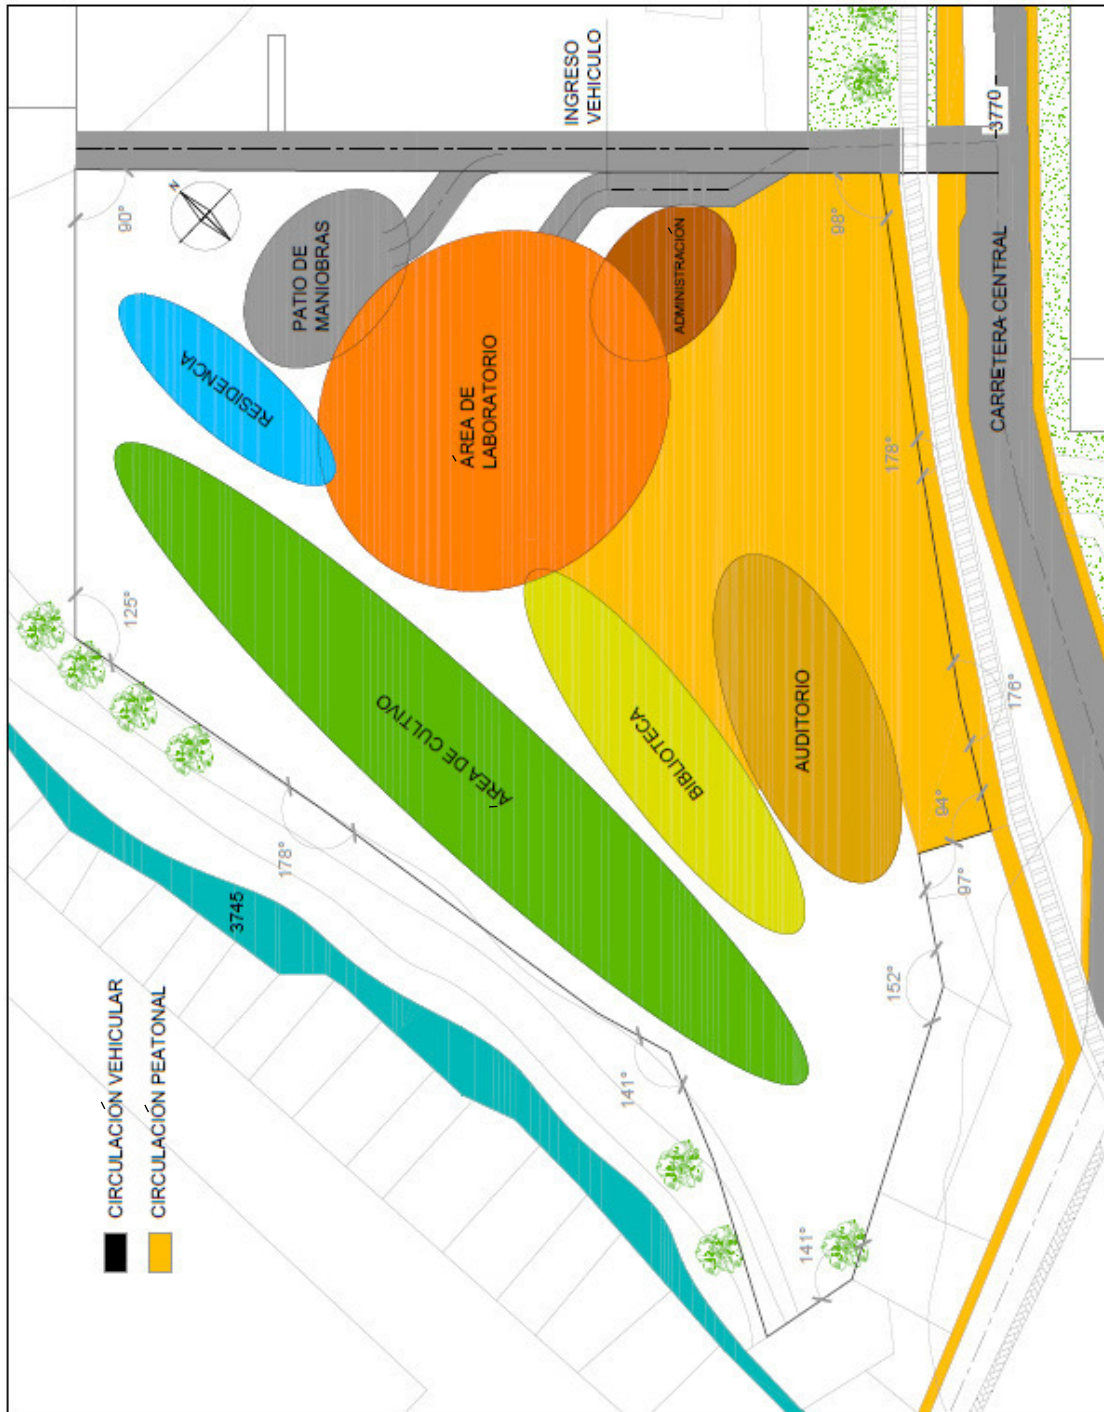 INGRESO
VEHICULO
3770
90°
N
98°
PATIO DE
MANIOBRAS
ADMINISTRACIÓN
CARRETERA CENTRAL
RESIDENCIA
ÁREA DE
LABORATORIO
178°
125°
ÁREA DE CULTIVO
BIBLIOTECA
AUDITORIO
176°
94°
178°
97°
3745
152°
141°
141°
CIRCULACIÓN VEHICULAR
CIRCULACIÓN PEATONAL